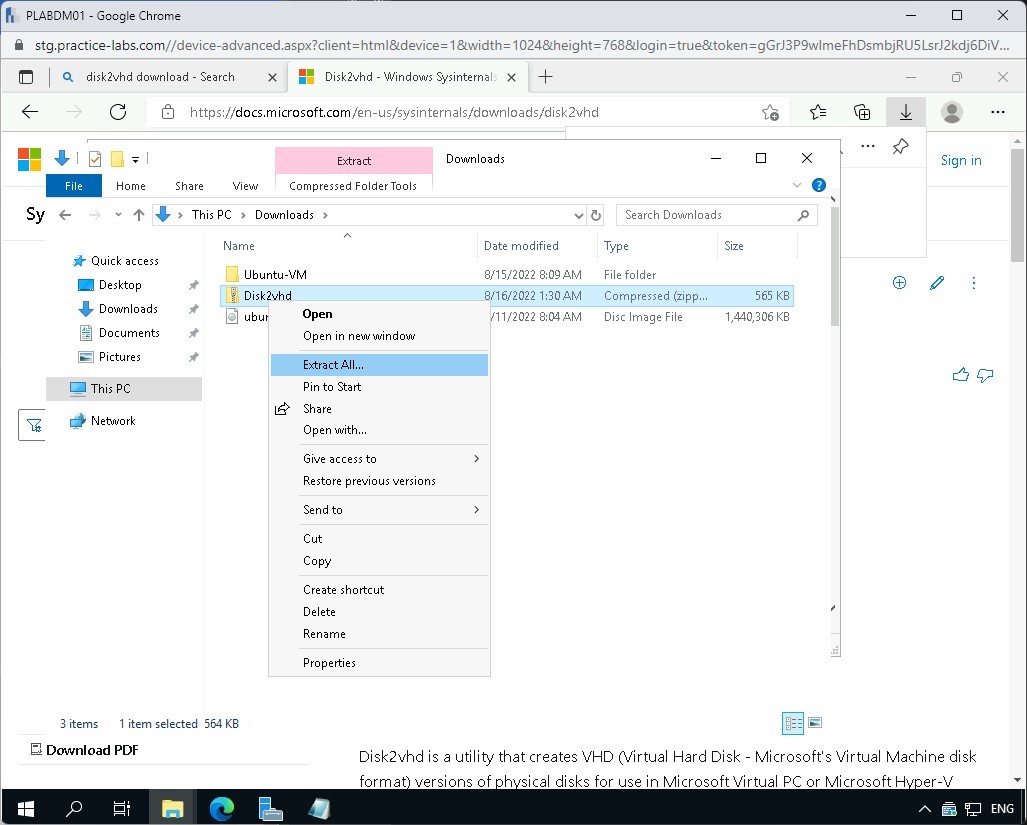 PLABDM01 - Google Chrome
stg.practice-labs.com//device-advanced.aspx?client=html&device=1&width=1024&height=768&login=true&token=gGrJ3P9wImeFhDsmbjRU5LsrJ2kdj6DiV...
disk2vhd download - Search
Disk2vhd - Windows Sysinternals
https://docs.microsoft.com/en-us/sysinternals/downloads/disk2vhd
Extract
Downloads
Sign in
File
Home
Share
View
Compressed Folder Tools
Sy
This PC
Downloads
Search Downloads
Name
Date modified
Type
Size
Quick access
Desktop
Downloads
Documents
Pictures
This PC
Network
Ubuntu-VM 8/15/2022 8:09 AM File folder
Disk2vhd 8/16/2022 1:30 AM Compressed (zipp... 565 KB
ubur /11/2022 8:04 AM Disc Image File 1,440,306 KB
Open
Open in new window
Extract All...
Pin to Start
Share
Open with...
Give access to
Restore previous versions
Send to
Cut
Copy
Create shortcut
Delete
Rename
Properties
3 items 1 item selected 564 KB
Download PDF
Disk2vhd is a utility that creates VHD (Virtual Hard Disk - Microsoft's Virtual Machine disk
format) versions of physical disks for use in Microsoft Virtual PC or Microsoft Hyper-V
ENG